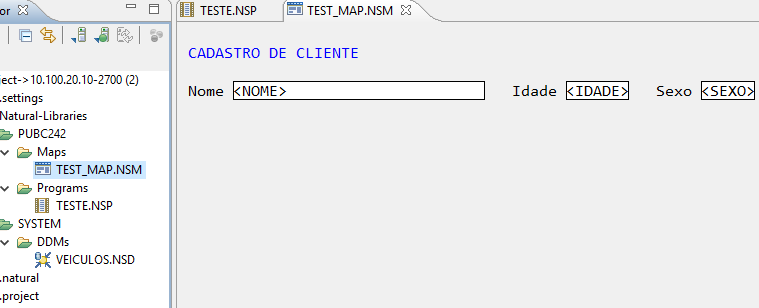 or
TESTE.NSP
TEST_MAP.NSM
ject->10.100.20.10-2700 (2)
.settings
Natural-Libraries
PUBC242
Maps
TEST_MAP.NSM
Programs
TESTE.NSP
SYSTEM
DDMs
VEICULOS.NSD
.natural
.project
CADASTRO DE CLIENTE
Nome <NOME> Idade <IDADE> Sexo <SEXO>